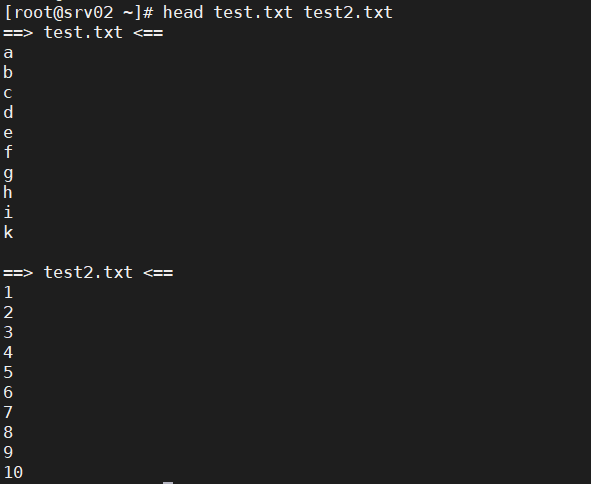 [root@srv02 ~]# head test.txt test2.txt
==> test.txt <==
a
b
c
d
e
f
g
h
i
k
==> test2.txt <==
1
2
3
4
5
6
7
8
9
10